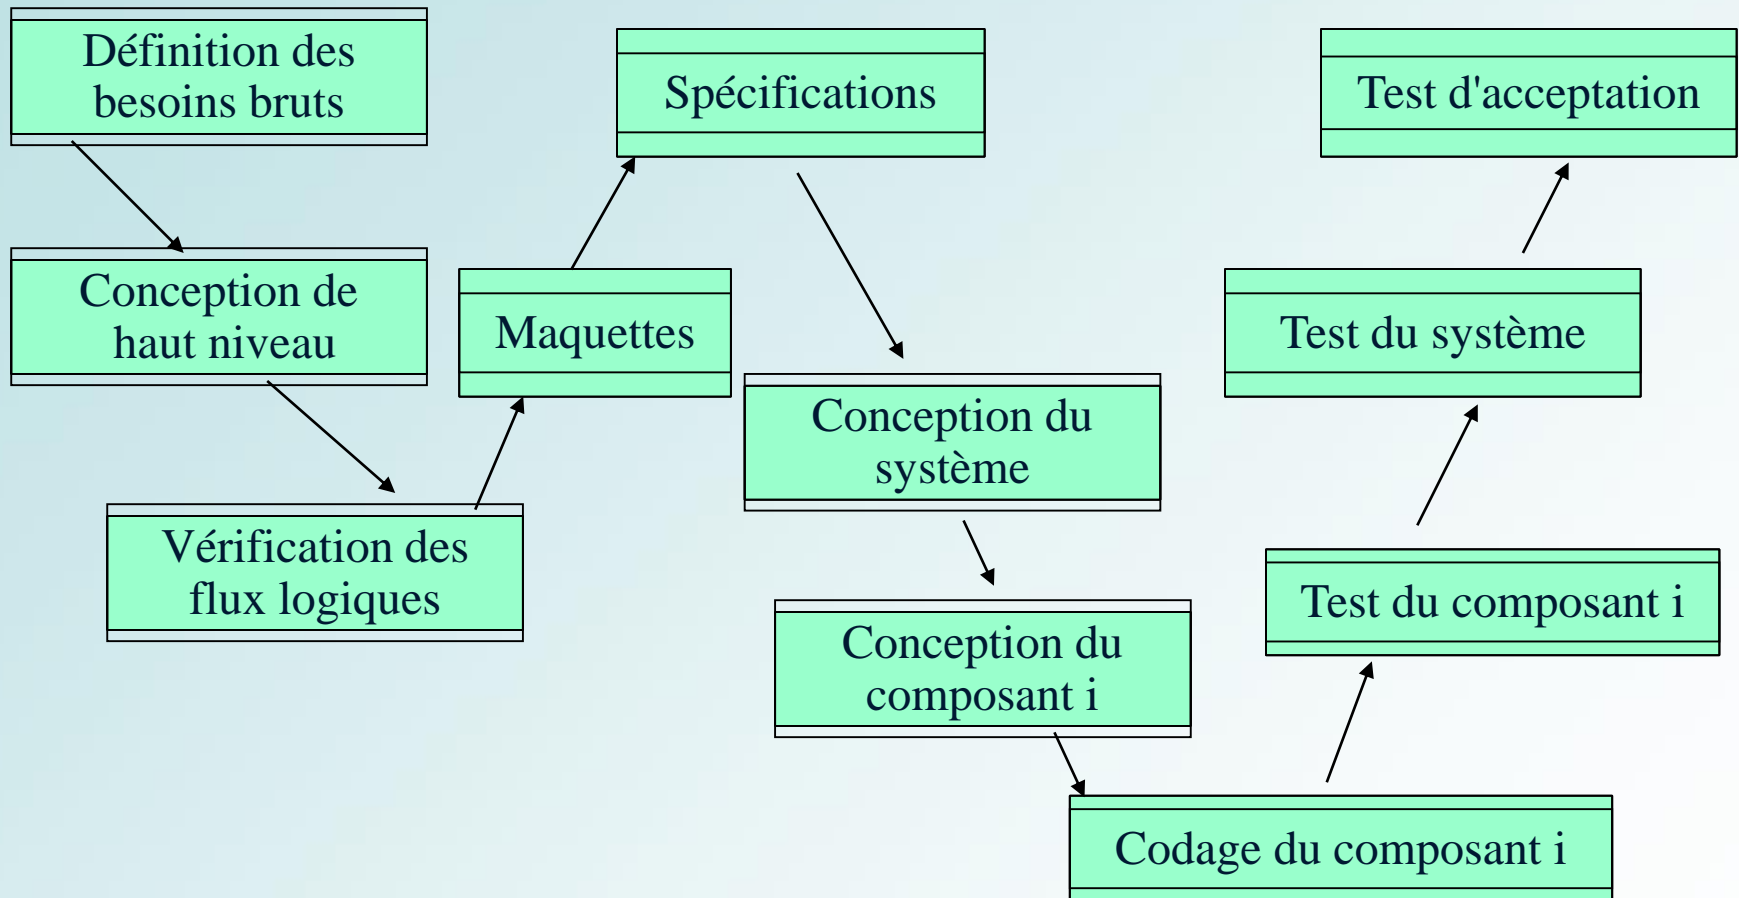 Définition des
besoins bruts
Conception de
haut niveau
Vérification des
flux logiques
Maquettes
Spécifications
Conception du
système
Conception du
composant i
Codage du composant i
Test du composant i
Test du système
Test d'acceptation